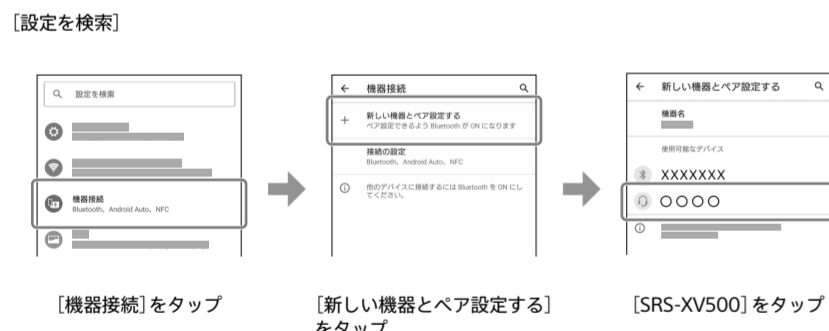 [設定を検索]
設定を検索
機器接続
Bluetooth、Android Auto、NFC
機器接続
新しい機器とペア設定する
ペア設定できるよう Bluetooth が ON になります
接続の設定
Bluetooth、Android Auto、NFC
他のデバイスに接続するには Bluetooth を ON にし
てください。
新しい機器とペア設定する
機器名
使用可能なデバイス
XXXXXXX
○○○○
[機器接続]をタップ
[新しい機器とペア設定する]
をタップ
[SRS-XV500]をタップ